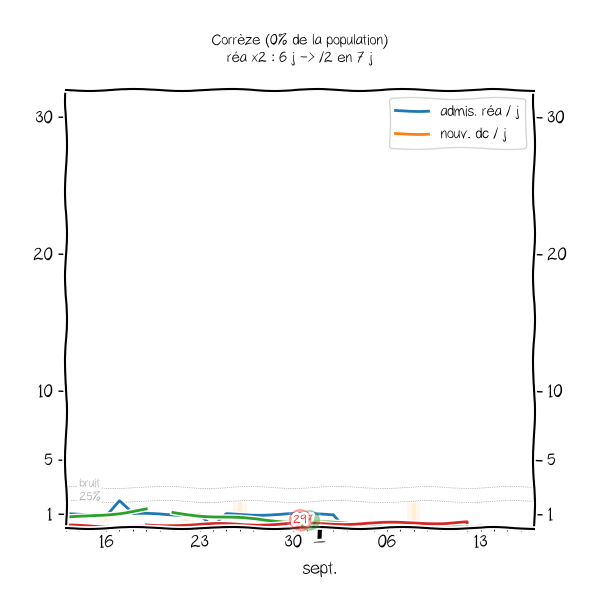 Corrèze (0% de la population)
réa x2 : 6 j -> /2 en 7 j
admis. réa / j
nouv. dc / j
30
30
20
20
10
10
5
5
bruit
25%
1
1
29
16
23
30
06
13
sept.